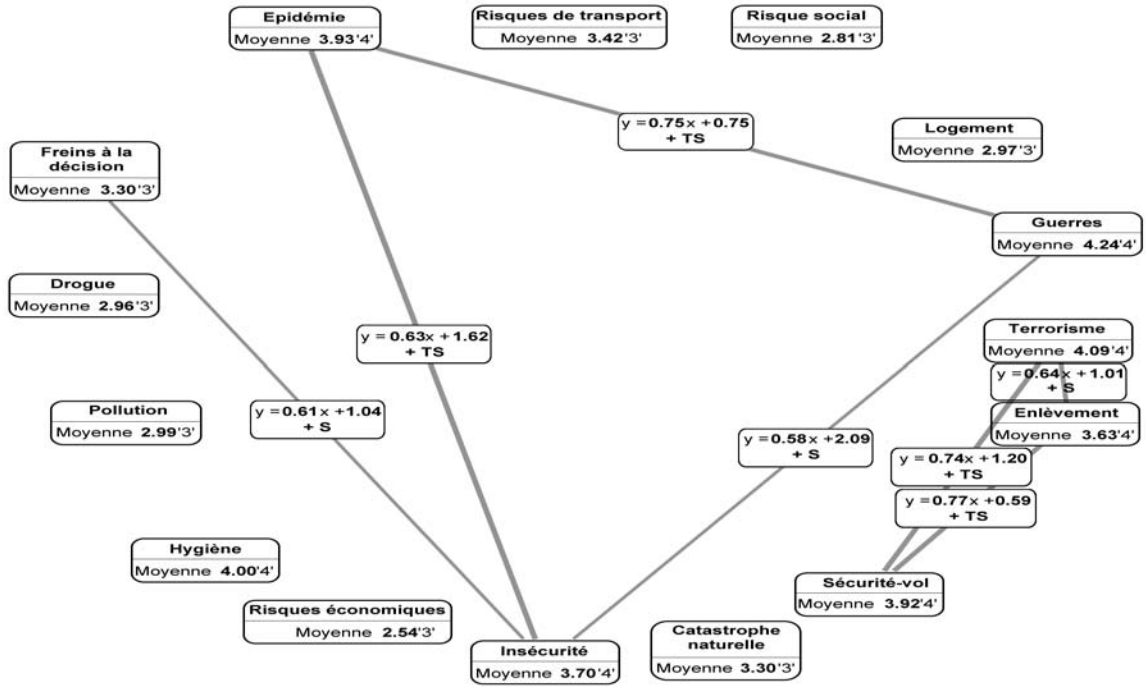 Epidémie
Moyenne 3.93'4'
Risques de transport
Moyenne 3.42'3'
Risque social
Moyenne 2.81'3'
y = 0.75x + 0.75
+ TS
Logement
Moyenne 2.97'3'
Freins à la
décision
Moyenne 3.30'3'
Guerres
Moyenne 4.24'4'
Drogue
Moyenne 2.96'3'
y = 0.63x + 1.62
+ TS
Terrorisme
Moyenne 4.09'4'
y = 0.64x + 1.01
+ S
Pollution
Moyenne 2.99'3'
y = 0.61x + 1.04
+ S
Enlèvement
Moyenne 3.63'4'
y = 0.58x + 2.09
+ S
y = 0.74x + 1.20
+ TS
y = 0.77x + 0.59
+ TS
Hygiène
Moyenne 4.00'4'
Sécurité-vol
Moyenne 3.92'4'
Risques économiques
Moyenne 2.54'3'
Insécurité
Moyenne 3.70'4'
Catastrophe
naturelle
Moyenne 3.30'3'